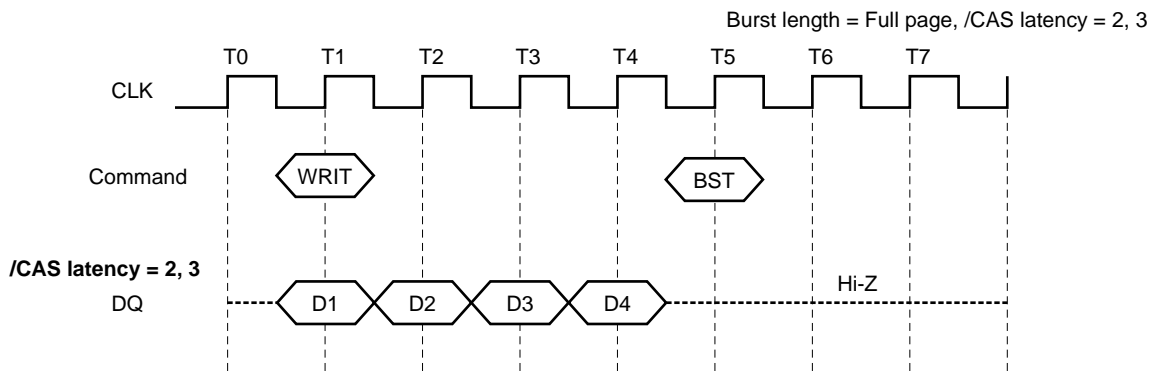 Burst length = Full page, /CAS latency = 2, 3
T0 T1 T2 T3 T4 T5 T6 T7
CLK
Command WRIT BST
/CAS latency = 2, 3
Hi-Z
DQ D1 D2 D3 D4